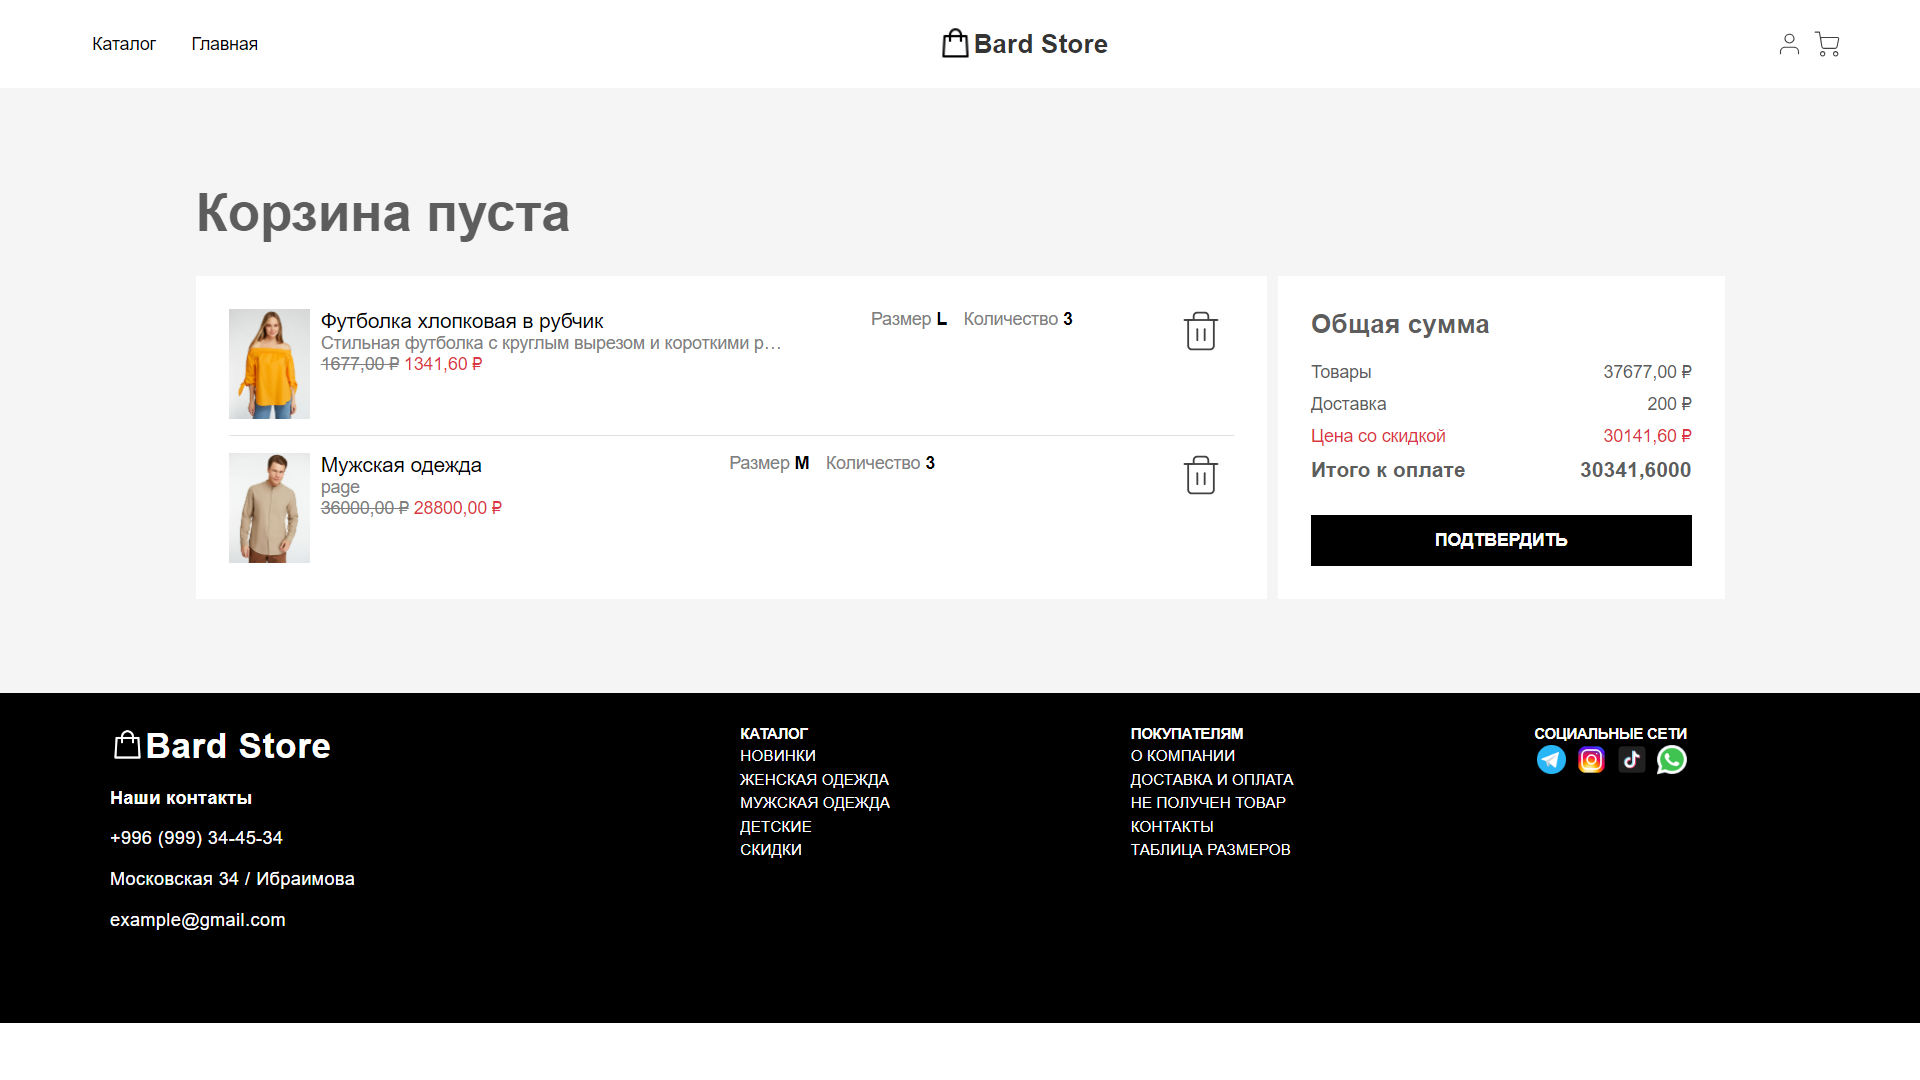 Каталог Главная
Bard Store
Корзина пуста
Футболка хлопковая в рубчик
Стильная футболка с круглым вырезом и короткими р…
1677,00 ₽ 1341,60 ₽
Размер L Количество 3
Мужская одежда
page
36000,00 ₽ 28800,00 ₽
Размер M Количество 3
Общая сумма
Товары 37677,00 ₽
Доставка 200 ₽
Цена со скидкой 30141,60 ₽
Итого к оплате 30341,6000
ПОДТВЕРДИТЬ
Bard Store
Наши контакты
+996 (999) 34-45-34
Московская 34 / Ибраимова
example@gmail.com
КАТАЛОГ
НОВИНКИ
ЖЕНСКАЯ ОДЕЖДА
МУЖСКАЯ ОДЕЖДА
ДЕТСКИЕ
СКИДКИ
ПОКУПАТЕЛЯМ
О КОМПАНИИ
ДОСТАВКА И ОПЛАТА
НЕ ПОЛУЧЕН ТОВАР
КОНТАКТЫ
ТАБЛИЦА РАЗМЕРОВ
СОЦИАЛЬНЫЕ СЕТИ